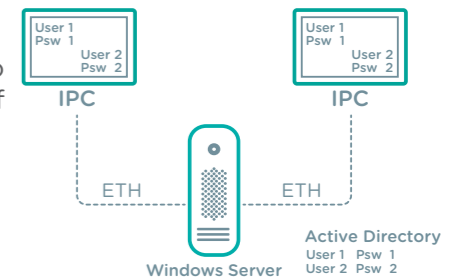 User 1
Psw 1
User 2
Psw 2
IPC
User 1
Psw 1
User 2
Psw 2
IPC
ETH
ETH
Windows Server
Active Directory
User 1 Psw 1
User 2 Psw 2